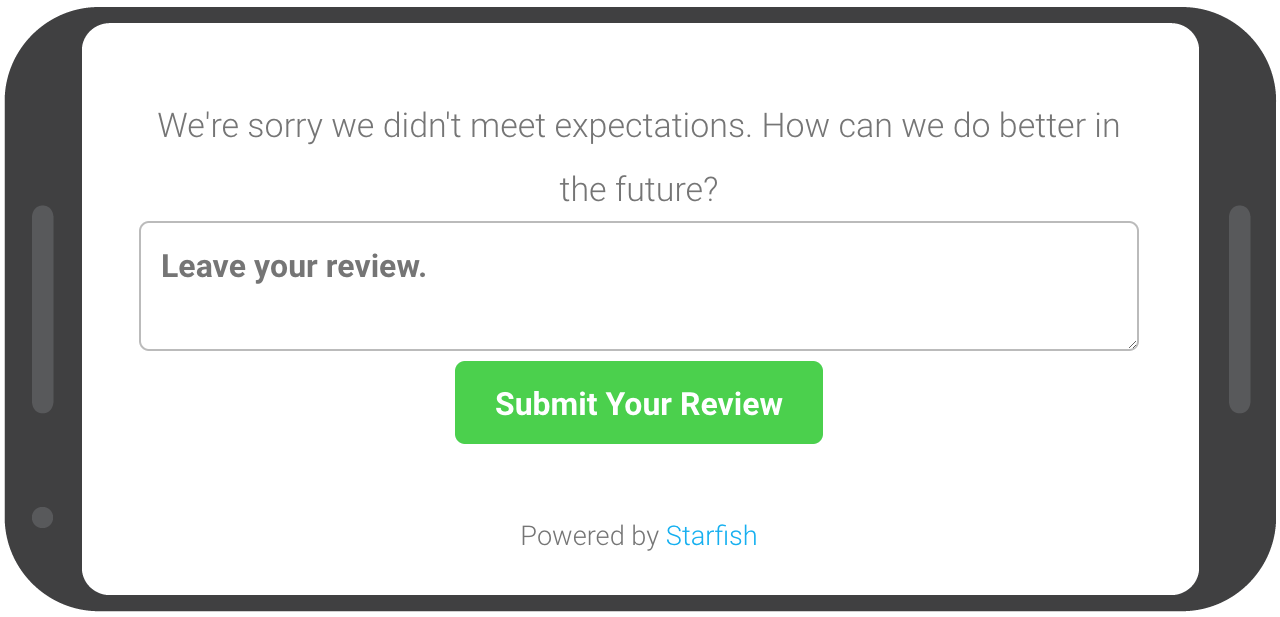 We're sorry we didn't meet expectations. How can we do better in
the future?
Leave your review.
Submit Your Review
Powered by Starfish